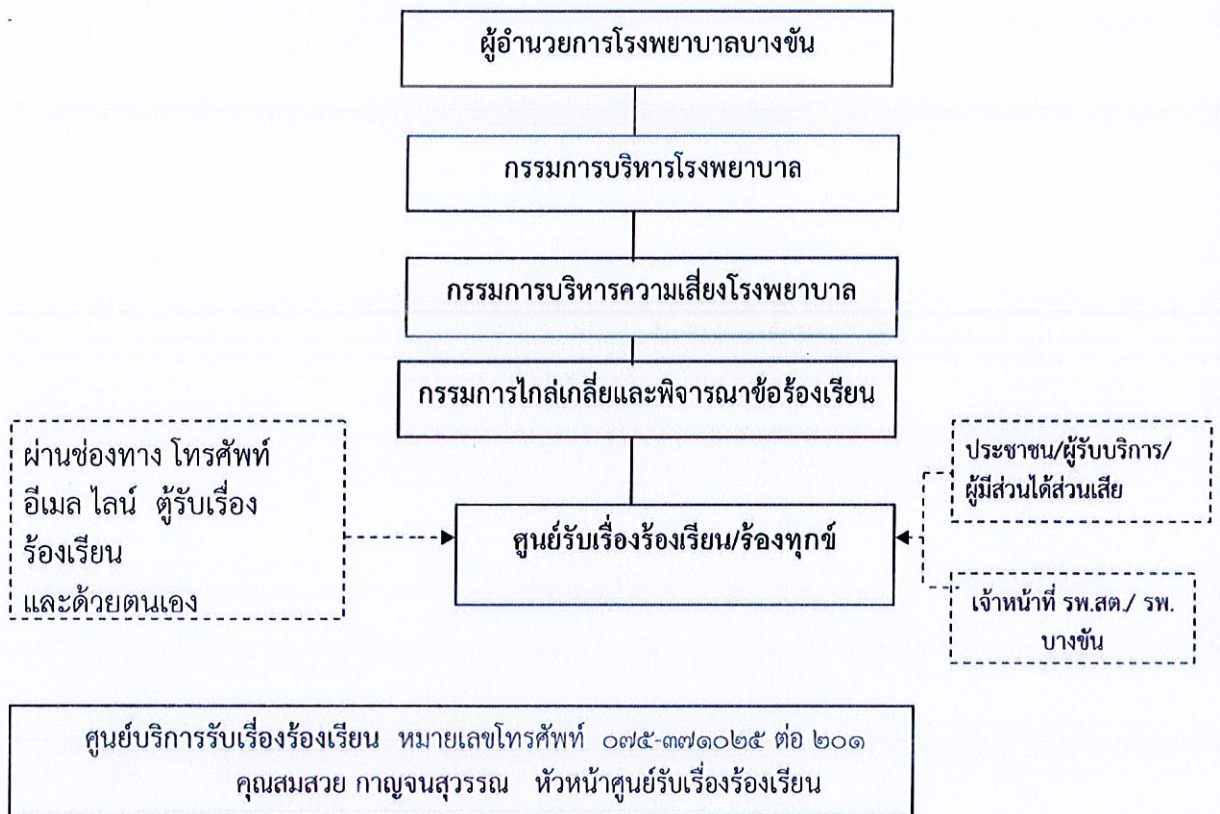 ผู้อำนวยการโรงพยาบาลบางขัน
กรรมการบริหารโรงพยาบาล
กรรมการบริหารความเสี่ยงโรงพยาบาล
กรรมการไกล่เกลี่ยและพิจารณาข้อร้องเรียน
ผ่านช่องทาง โทรศัพท์
อีเมล ไลน์ ตู้รับเรื่อง
ร้องเรียน
และด้วยตนเอง
ศูนย์รับเรื่องร้องเรียน/ร้องทุกข์
ประชาชน/ผู้รับบริการ/
ผู้มีส่วนได้ส่วนเสีย
เจ้าหน้าที่ รพ.สต./ รพ.
บางขัน
ศูนย์บริการรับเรื่องร้องเรียน หมายเลขโทรศัพท์ ๐๗๕-๓๗๑๐๒๕ ต่อ ๒๐๑
คุณสมสวย กาญจนสุวรรณ หัวหน้าศูนย์รับเรื่องร้องเรียน